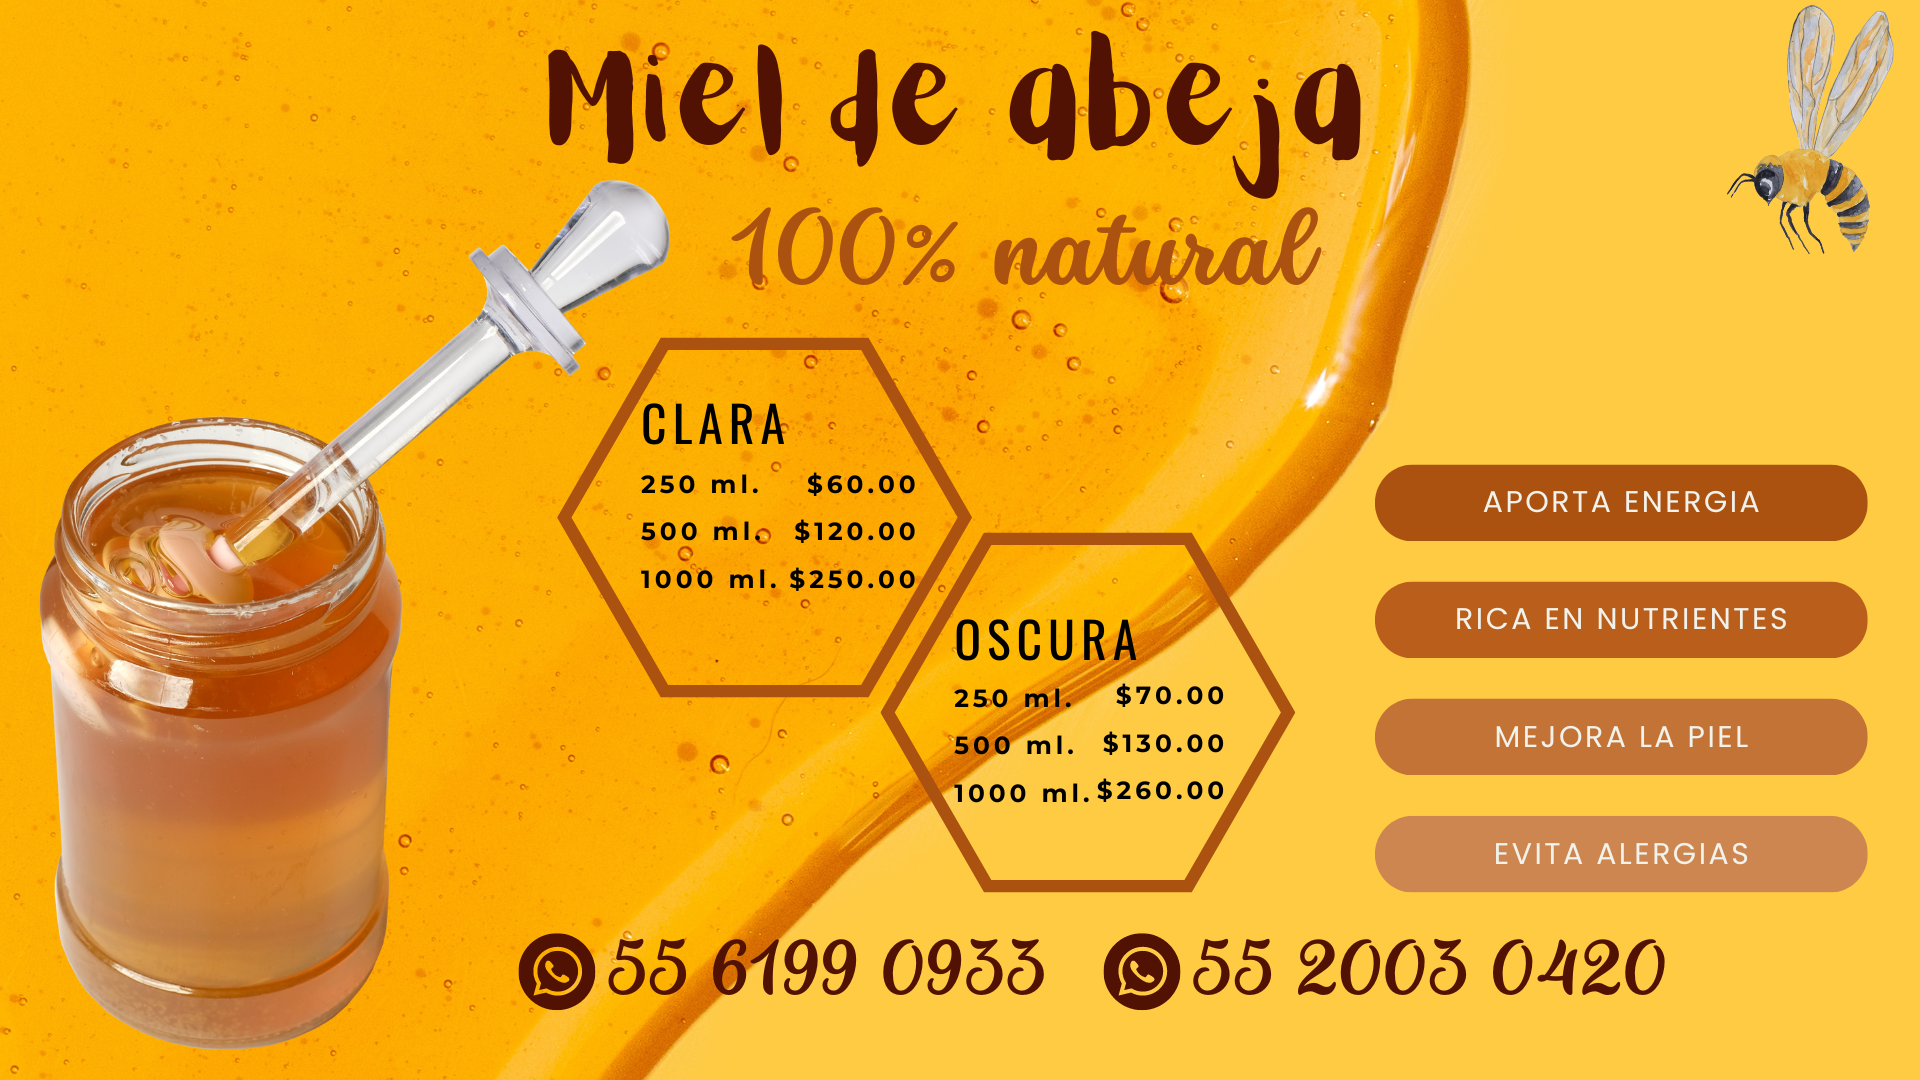 Miel de abeja
100% natural
CLARA
250 ml. $60.00
500 ml. $120.00
1000 ml. $250.00
OSCURA
250 ml. $70.00
500 ml. $130.00
1000 ml. $260.00
APORTA ENERGIA
RICA EN NUTRIENTES
MEJORA LA PIEL
EVITA ALERGIAS
55 6199 0933 55 2003 0420